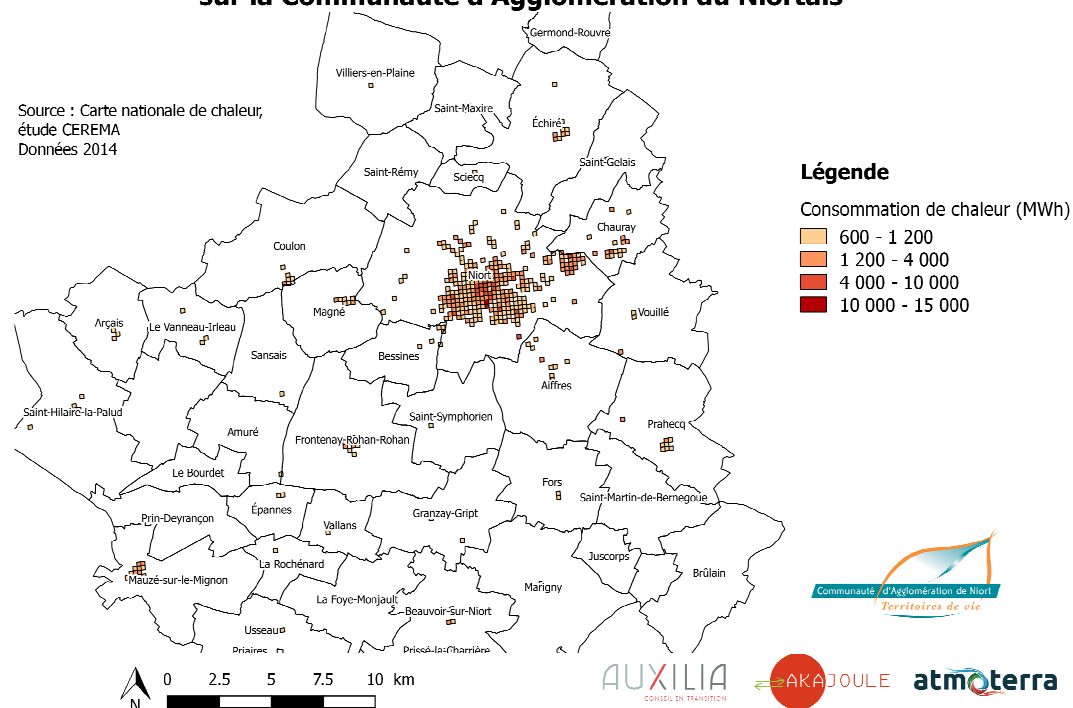 sur la Communauté d'Agglomération du Niortais
Germond-Rouvre
Villiers-en-Plaine
Source : Carte nationale de chaleur,
étude CEREMA
Données 2014
Saint-Maxire
Échiré
Saint-Gelais
Saint-Rémy
Sciecq
Légende
Consommation de chaleur (MWh)
600 - 1 200
1 200 - 4 000
4 000 - 10 000
10 000 - 15 000
Chauray
Coulon
Niort
Magné
Vouillé
Arçais
Le Vanneau-Irleau
Sansais
Bessines
Aiffres
Saint-Hilaire-la-Palud
Saint-Symphorien
Prahecq
Amuré
Frontenay-Rohan-Rohan
Le Bourdet
Fors
Saint-Martin-de-Bernegoue
Épannes
Prin-Deyrançon
Vallans
Granzay-Gript
Juscorps
La Rochénard
Mauzé-sur-le-Mignon
Brûlain
Marigny
La Foye-Monjault
Beauvoir-sur-Niort
Usseau
Priaires
Prissé-la-Charrière
Communauté d'Agglomération de Niort
Territoires de vie
0 2.5 5 7.5 10 km
N
AUXILIA
CONSEIL EN TRANSITION
AKAJOULE
atmoterra